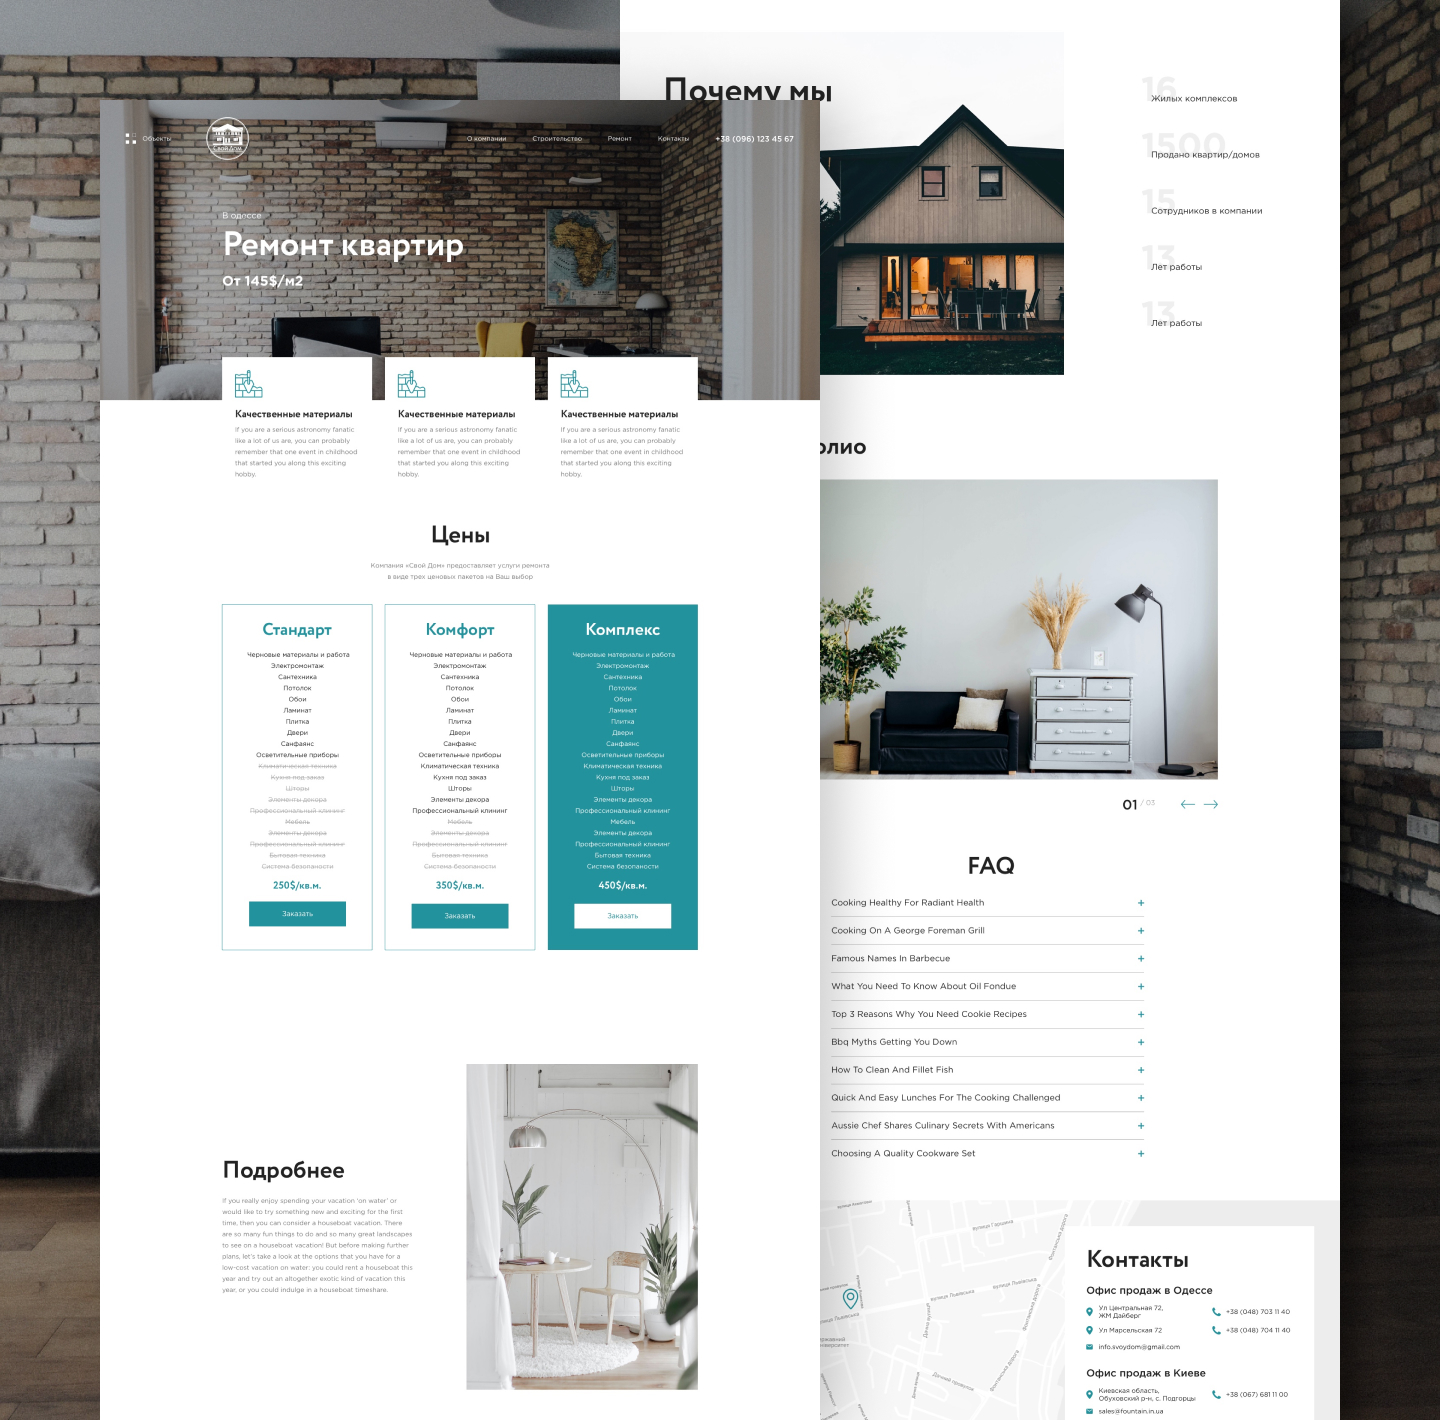 Объекты
Свой Дом
О компании
Строительство
Ремонт
Контакты
+38 (096) 123 45 67
В одессе
Ремонт квартир
От 145$/м2
Качественные материалы
If you are a serious astronomy fanatic
like a lot of us are, you can probably
remember that one event in childhood
that started you along this exciting
hobby.
Качественные материалы
If you are a serious astronomy fanatic
like a lot of us are, you can probably
remember that one event in childhood
that started you along this exciting
hobby.
Качественные материалы
If you are a serious astronomy fanatic
like a lot of us are, you can probably
remember that one event in childhood
that started you along this exciting
hobby.
Цены
Компания «Свой Дом» предоставляет услуги ремонта
в виде трех ценовых пакетов на Ваш выбор
Стандарт
Черновые материалы и работа
Электромонтаж
Сантехника
Потолок
Обои
Ламинат
Плитка
Двери
Санфаянс
Осветительные приборы
Климатическая техника
Кухня под заказ
Шторы
Элементы декора
Профессиональный клининг
Мебель
Элементы декора
Профессиональный клининг
Бытовая техника
Система безопаности
250$/кв.м.
Заказать
Комфорт
Черновые материалы и работа
Электромонтаж
Сантехника
Потолок
Обои
Ламинат
Плитка
Двери
Санфаянс
Осветительные приборы
Климатическая техника
Кухня под заказ
Шторы
Элементы декора
Профессиональный клининг
Мебель
Элементы декора
Профессиональный клининг
Бытовая техника
Система безопаности
350$/кв.м.
Заказать
Комплекс
Черновые материалы и работа
Электромонтаж
Сантехника
Потолок
Обои
Ламинат
Плитка
Двери
Санфаянс
Осветительные приборы
Климатическая техника
Кухня под заказ
Шторы
Элементы декора
Профессиональный клининг
Мебель
Элементы декора
Профессиональный клининг
Бытовая техника
Система безопаности
450$/кв.м.
Заказать
Подробнее
If you really enjoy spending your vacation 'on water' or
would like to try something new and exciting for the first
time, then you can consider a houseboat vacation. There
are so many fun things to do and so many great landscapes
to see on a houseboat vacation! But before making further
plans, let's take a look at the options that you have for a
low-cost vacation on water: you could rent a houseboat this
year and try out an altogether exotic kind of vacation this
year. or you could indulge in a houseboat timeshare.
Почему мы
16
Жилых комплексов
1500
Продано квартир/домов
15
Сотрудников в компании
13
Лет работы
13
Лет работы
олио
01 / 03
FAQ
Cooking Healthy For Radiant Health
Cooking On A George Foreman Grill
Famous Names In Barbecue
What You Need To Know About Oil Fondue
Top 3 Reasons Why You Need Cookie Recipes
Bbq Myths Getting You Down
How To Clean And Fillet Fish
Quick And Easy Lunches For The Cooking Challenged
Aussie Chef Shares Culinary Secrets With Americans
Choosing A Quality Cookware Set
вулиця Городоцька
вулиця Львівська
вулиця Львівська
Дачна вулиця
Фонтанська дорога
Фонтанська дорога
Фонтанська дорога
Дачний провулок
Контакты
Офис продаж в Одессе
Ул Центральная 72,
ЖМ Дайберг
+38 (048) 703 11 40
Ул Марсельская 72
+38 (048) 704 11 40
info.svoydom@gmail.com
Офис продаж в Киеве
Киевская область,
Обуховский р-н, с. Подгорцы
+38 (067) 681 11 00
sales@fountain.in.ua